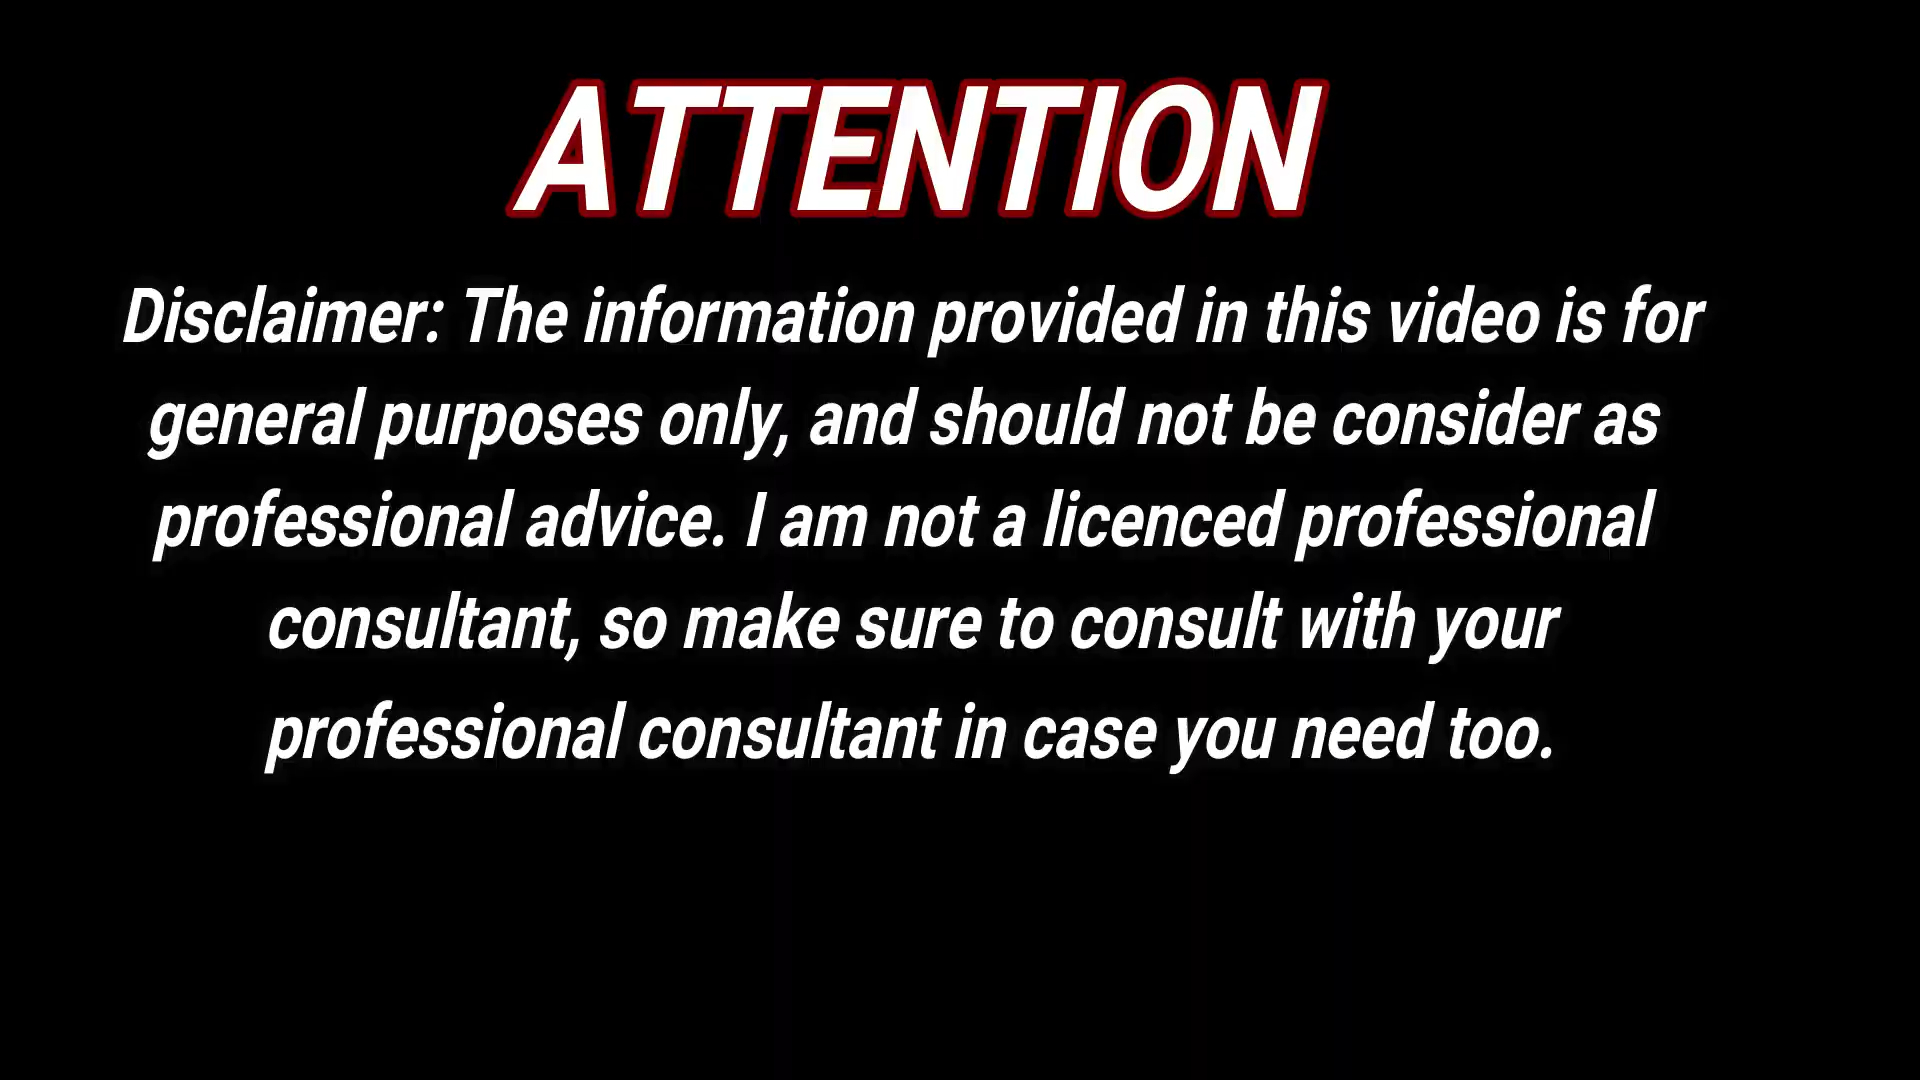 ATTENTION
Disclaimer: The information provided in this video is for
general purposes only, and should not be consider as
professional advice. I am not a licenced professional
consultant, so make sure to consult with your
professional consultant in case you need too.